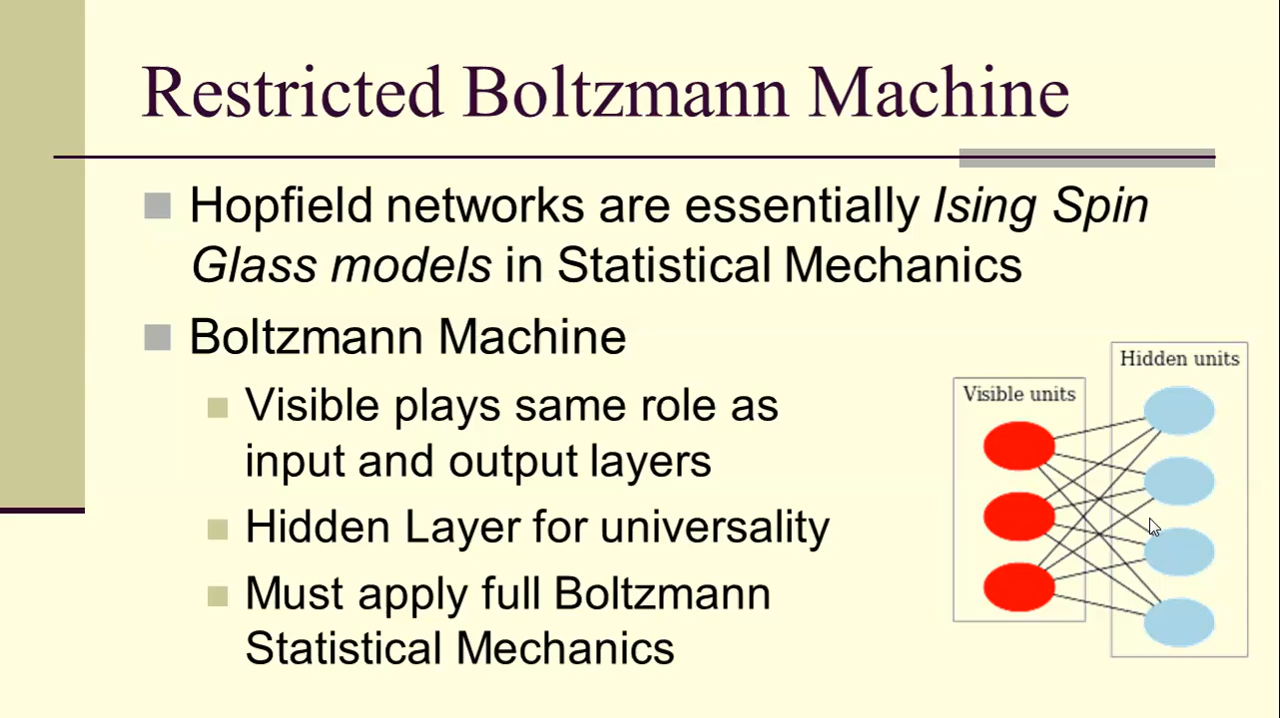 Restricted Boltzmann Machine
Hopfield networks are essentially Ising Spin
Glass models in Statistical Mechanics
Boltzmann Machine
Visible plays same role as
input and output layers
Hidden Layer for universality
Must apply full Boltzmann
Statistical Mechanics
Visible units
Hidden units